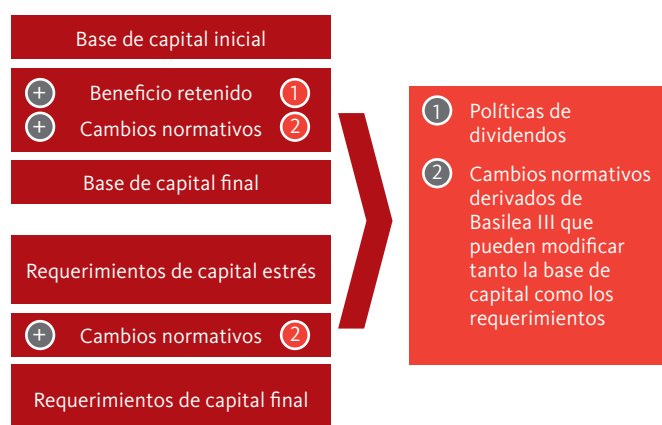 Base de capital inicial
+ Beneficio retenido 1
+ Cambios normativos 2
Base de capital final
Requerimientos de capital estrés
+ Cambios normativos 2
Requerimientos de capital final
1 Políticas de
dividendos
2 Cambios normativos
derivados de
Basilea III que
pueden modificar
tanto la base de
capital como los
requerimientos